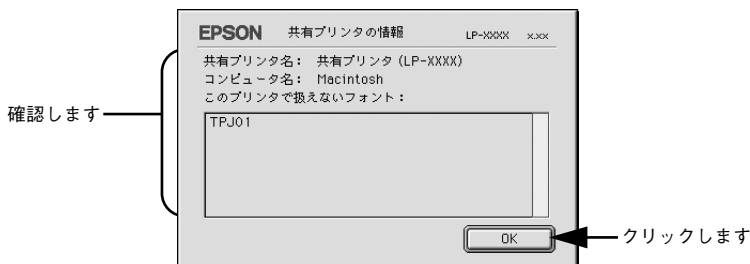 EPSON 共有プリンタの情報 LP-XXXX x.xx
共有プリンタ名： 共有プリンタ (LP-XXXX)
コンピュータ名： Macintosh
このプリンタで扱えないフォント：
確認します
TPJ01
OK
クリックします